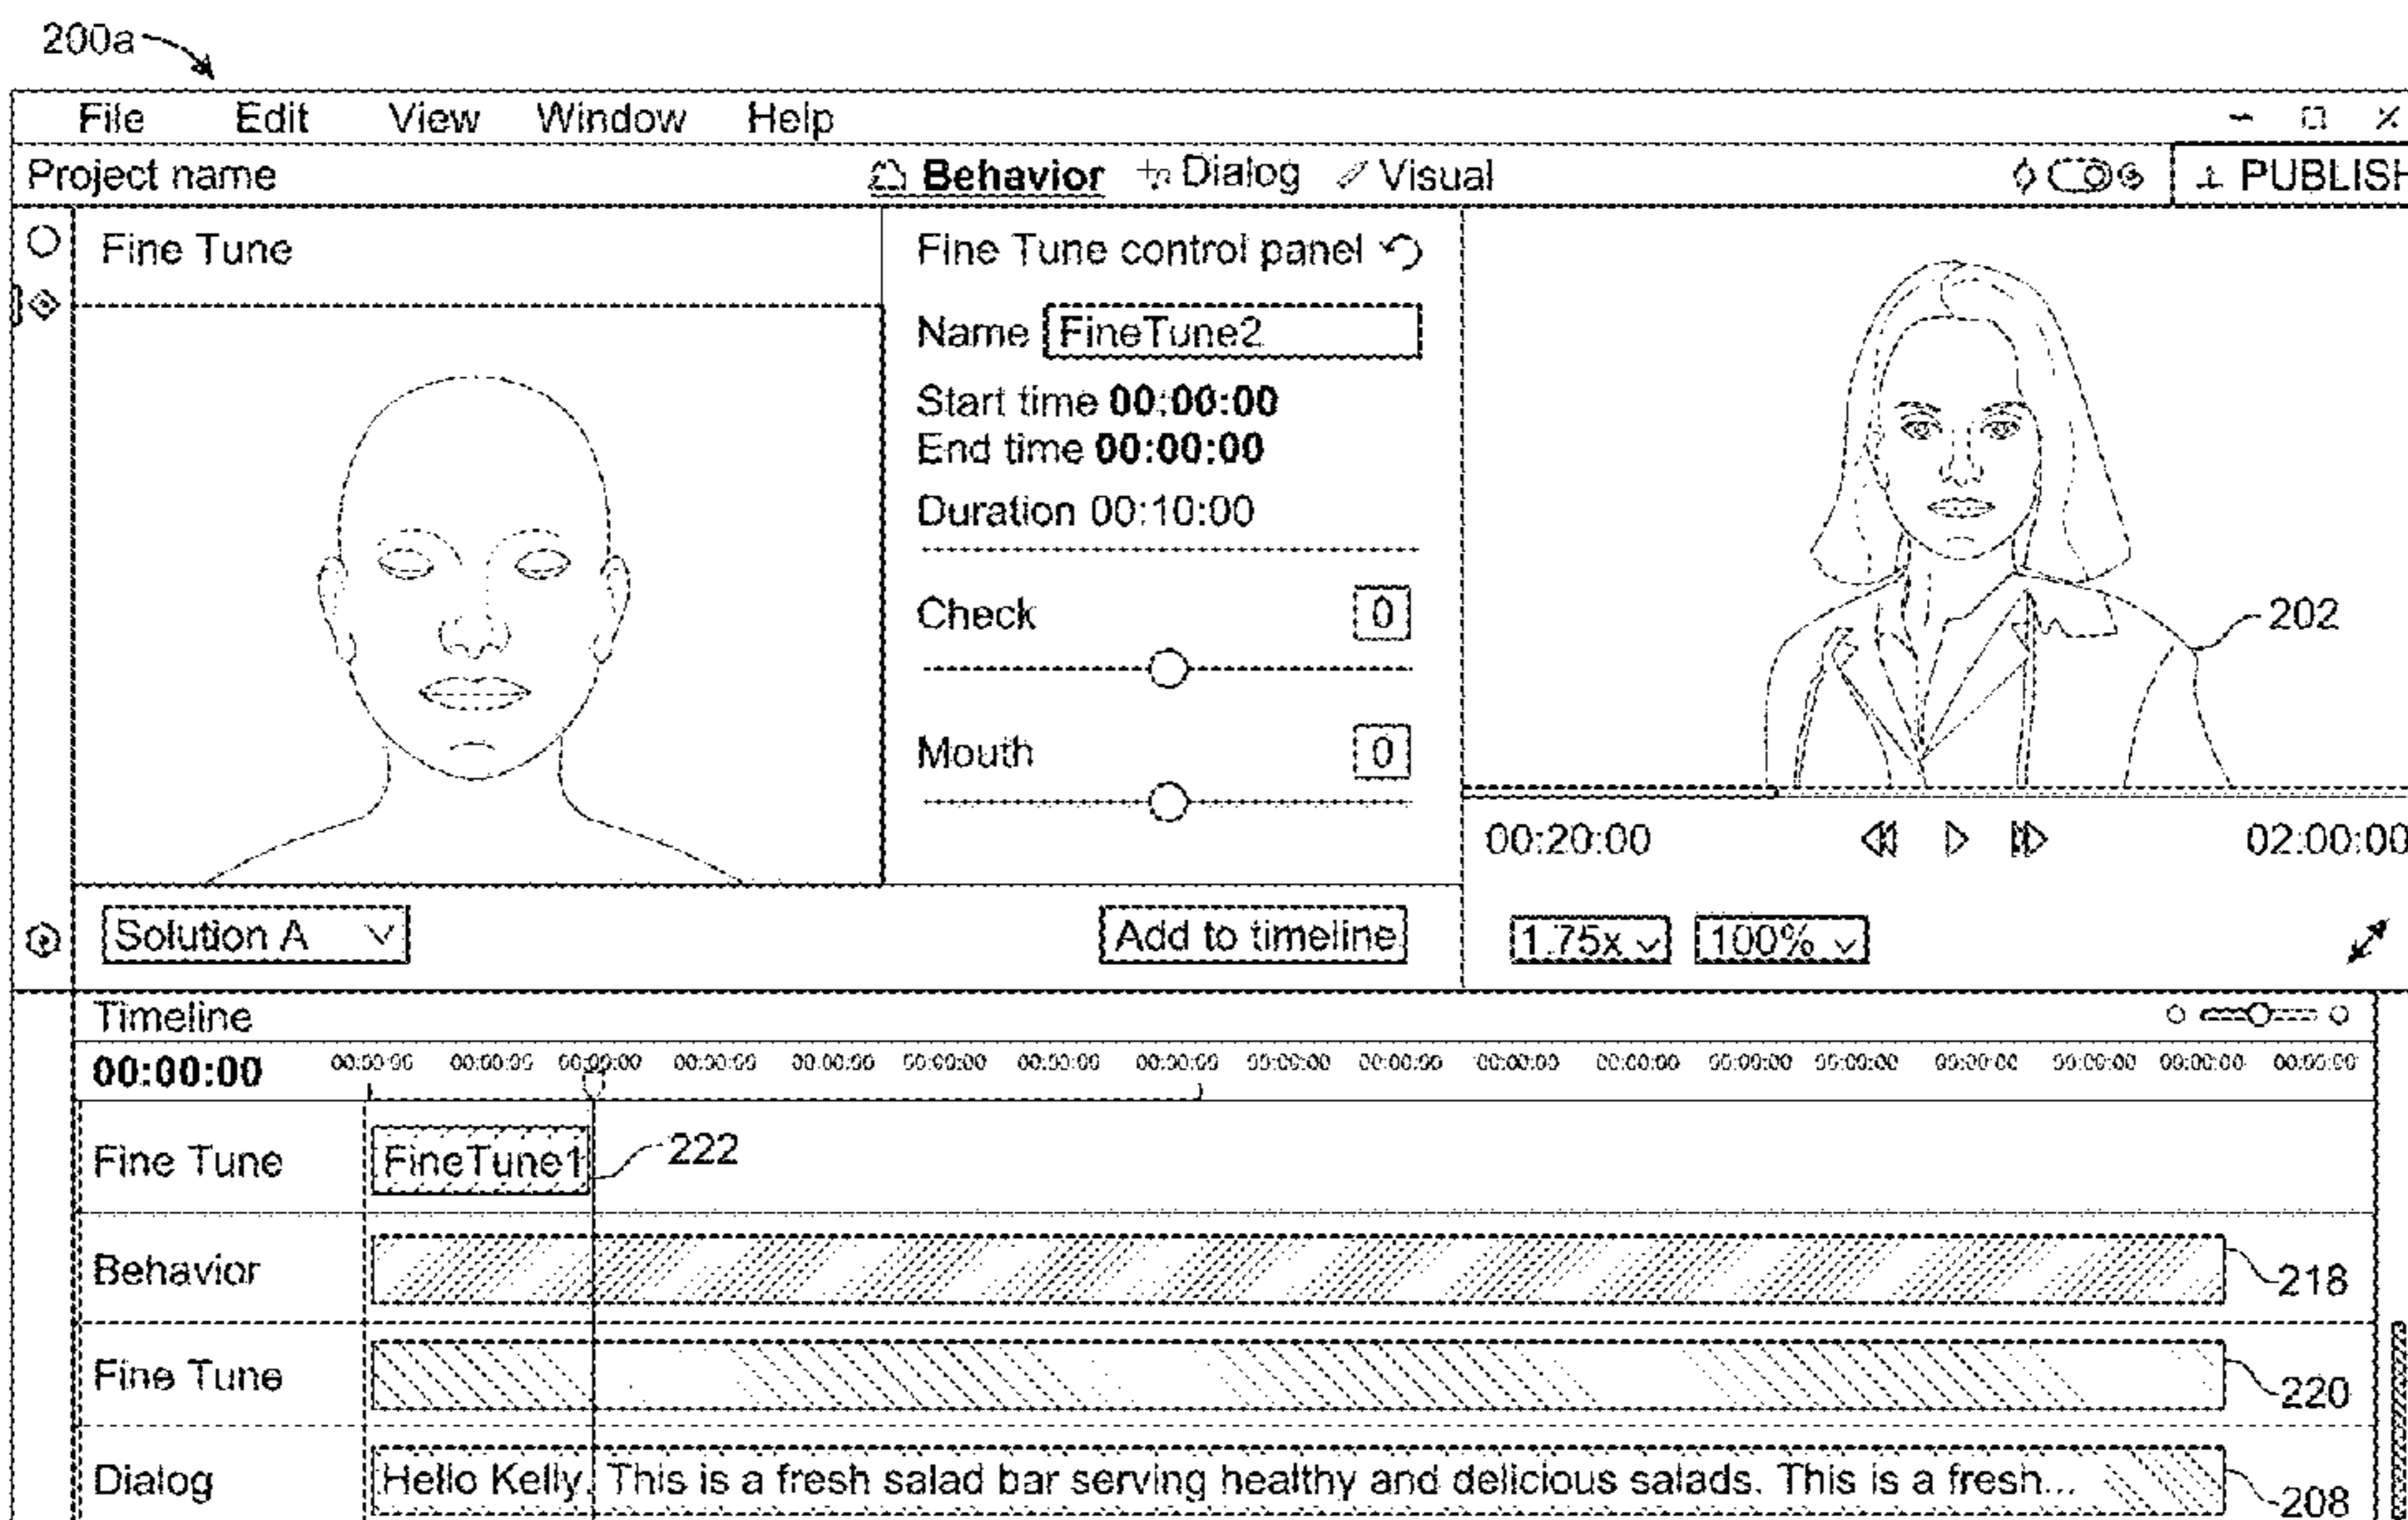 200a
File Edit View Window Help
Project name Behavior Dialog Visual PUBLISH
Fine Tune
Fine Tune control panel
Name FineTune2
Start time 00:00:00
End time 00:00:00
Duration 00:10:00
Check 0
Mouth 0
202
00:20:00 02:00:00
Solution A Add to timeline 1.75x 100%
Timeline
00:00:00
Fine Tune FineTune1 222
Behavior 218
Fine Tune 220
Dialog Hello Kelly. This is a fresh salad bar serving healthy and delicious salads. This is a fresh... 208